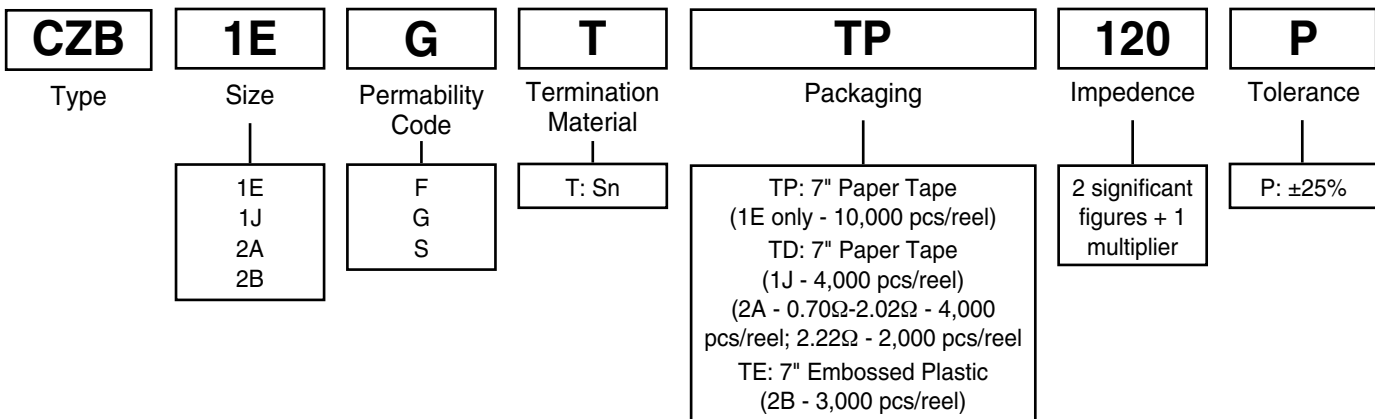 CZB 1E G T TP 120 P
Type Size Permability Code Termination Material Packaging Impedence Tolerance
1E
1J
2A
2B
F
G
S
T: Sn
TP: 7" Paper Tape
(1E only - 10,000 pcs/reel)
TD: 7" Paper Tape
(1J - 4,000 pcs/reel)
(2A - 0.70Ω-2.02Ω - 4,000
pcs/reel; 2.22Ω - 2,000 pcs/reel
TE: 7" Embossed Plastic
(2B - 3,000 pcs/reel)
2 significant
figures + 1
multiplier
P: ±25%